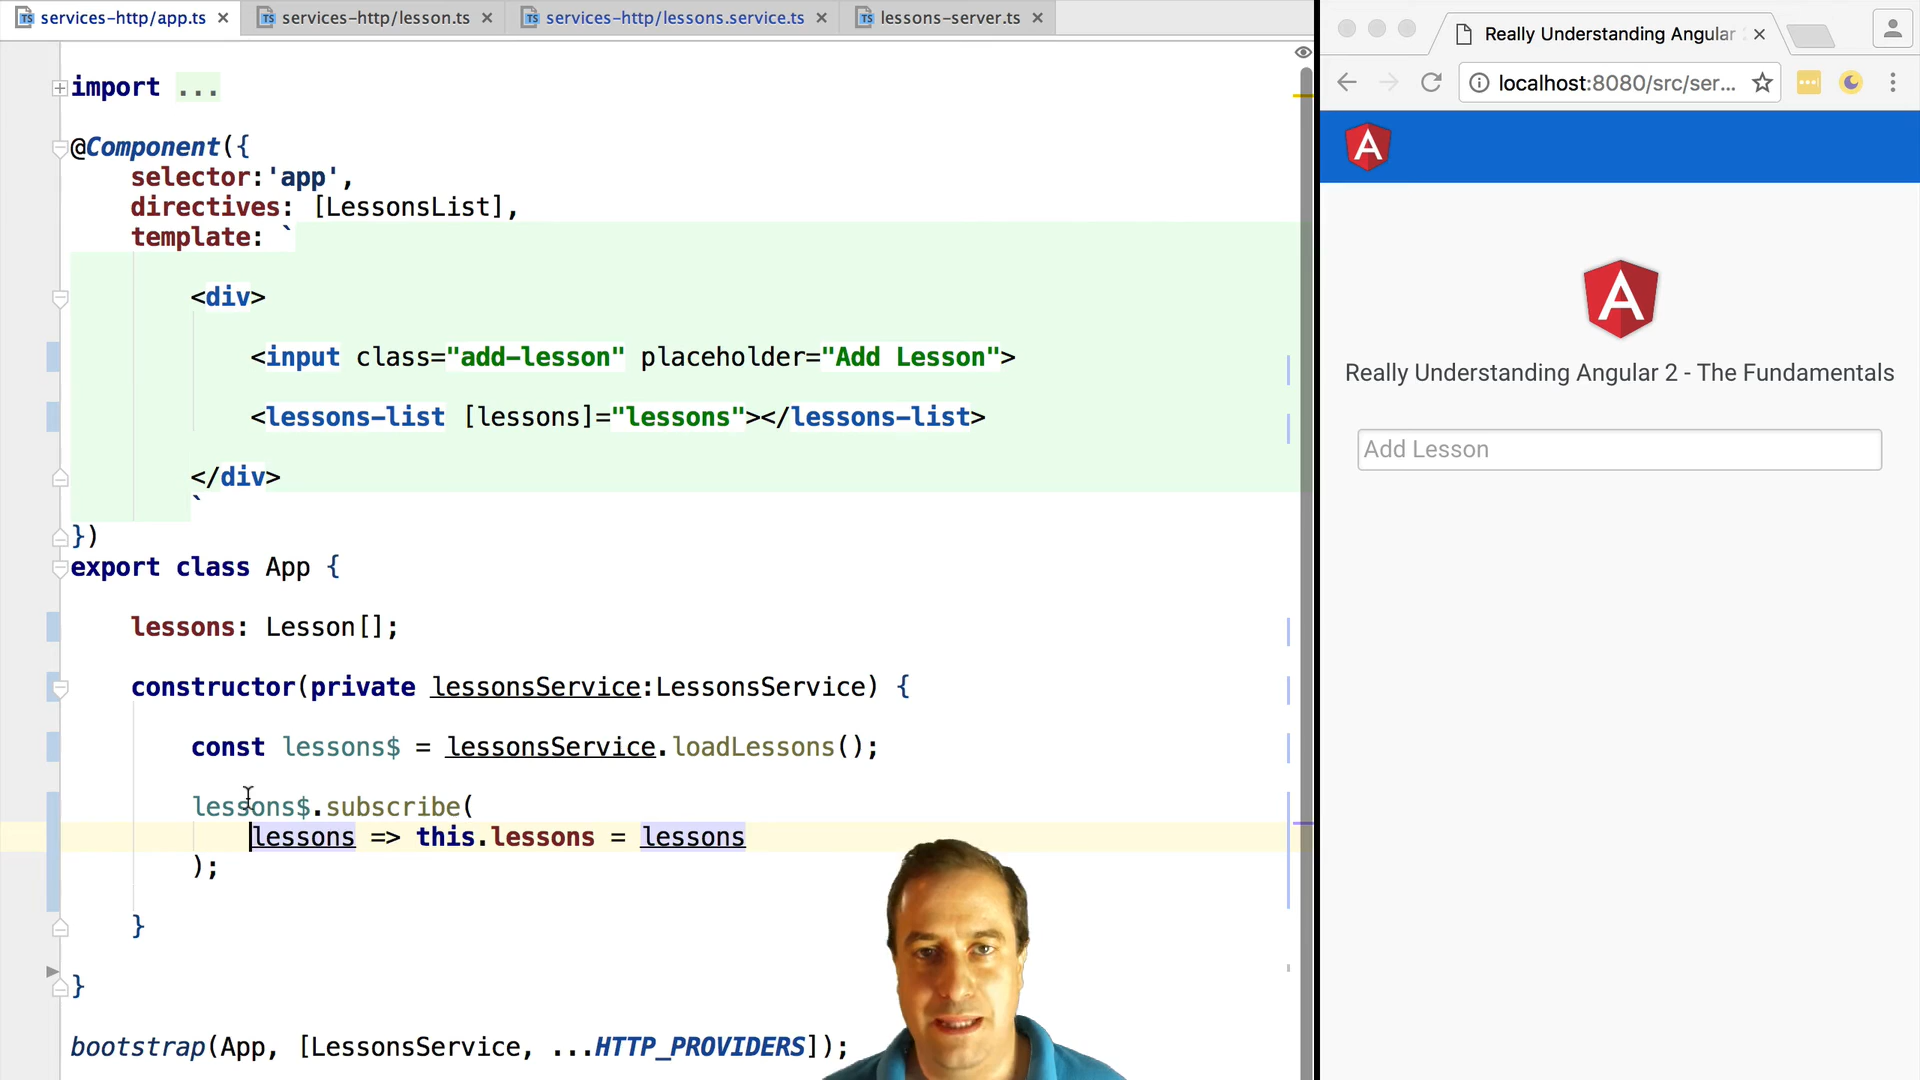 services-http/app.ts
services-http/lesson.ts
services-http/lessons.service.ts
lessons-server.ts
import ...
@Component({
selector:'app',
directives: [LessonsList],
template: `
<div>
<input class="add-lesson" placeholder="Add Lesson">
<lessons-list [lessons]="lessons"></lessons-list>
</div>
`
})
export class App {
lessons: Lesson[];
constructor(private lessonsService:LessonsService) {
const lessons$ = lessonsService.loadLessons();
lessons$.subscribe(
lessons => this.lessons = lessons
);
}
}
bootstrap(App, [LessonsService, ...HTTP_PROVIDERS]);
Really Understanding Angular
localhost:8080/src/ser...
Really Understanding Angular 2 - The Fundamentals
Add Lesson